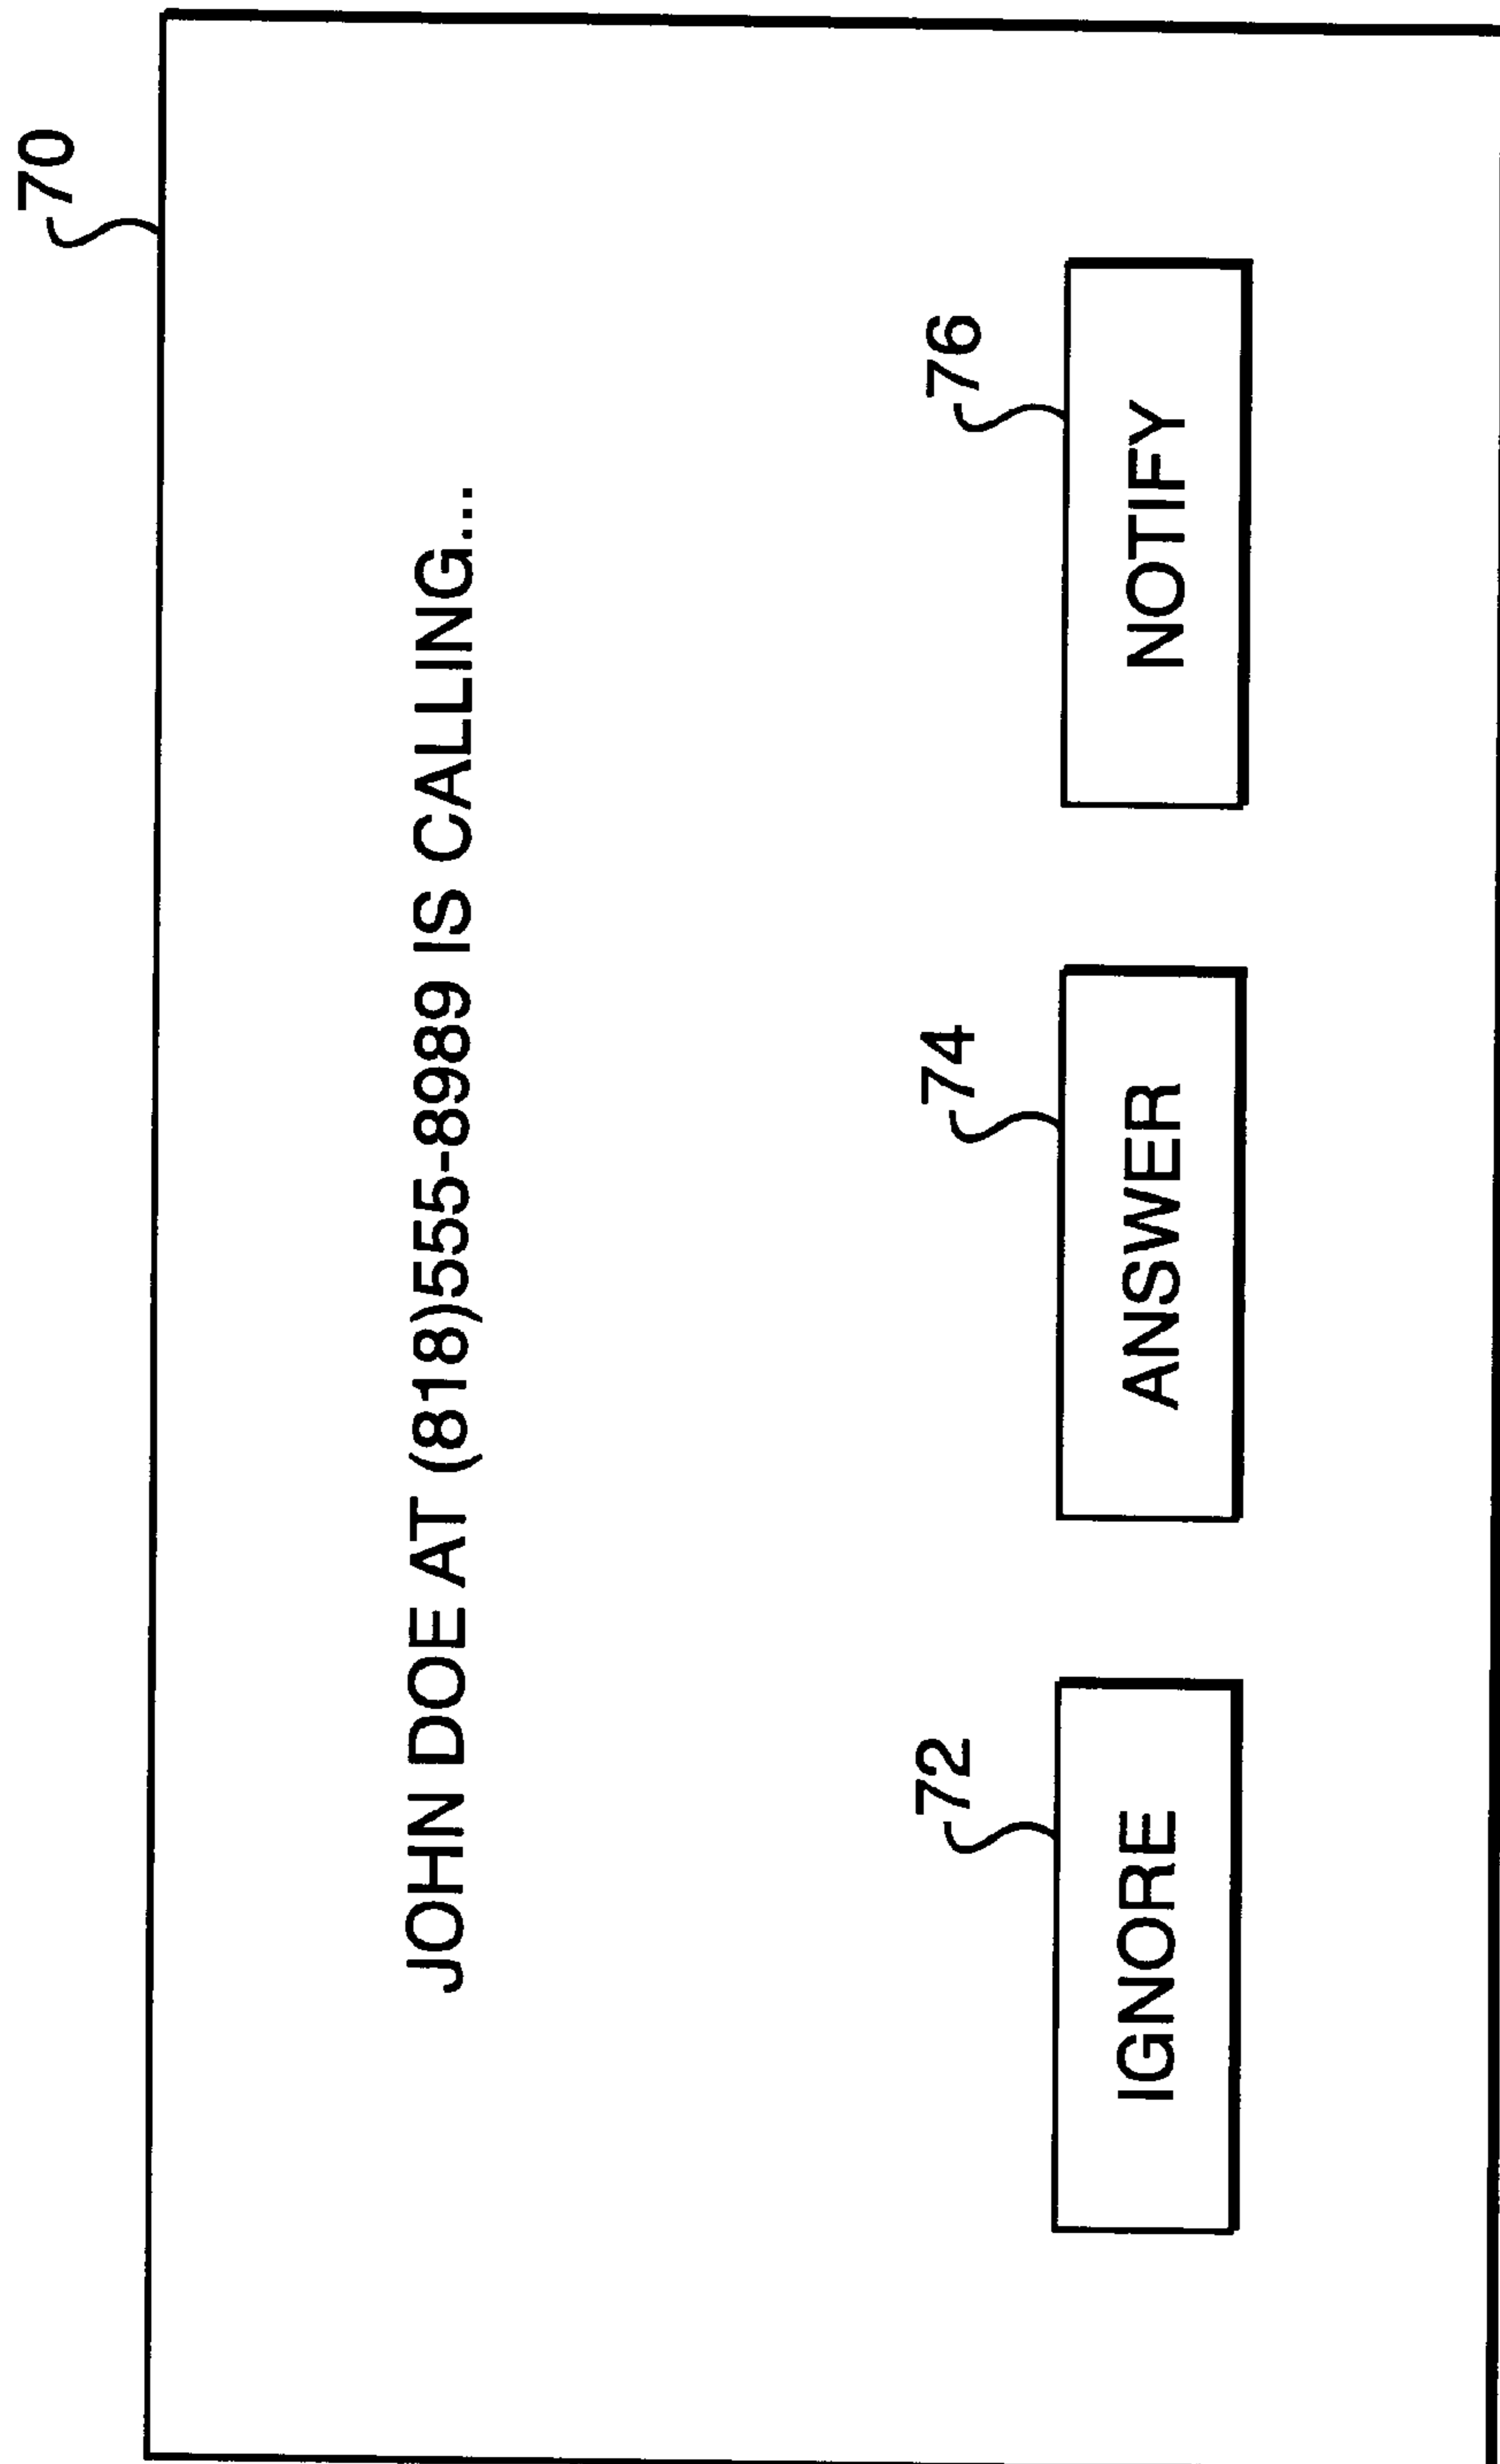 70
JOHN DOE AT (818)555-8989 IS CALLING...
72
74
76
IGNORE
ANSWER
NOTIFY